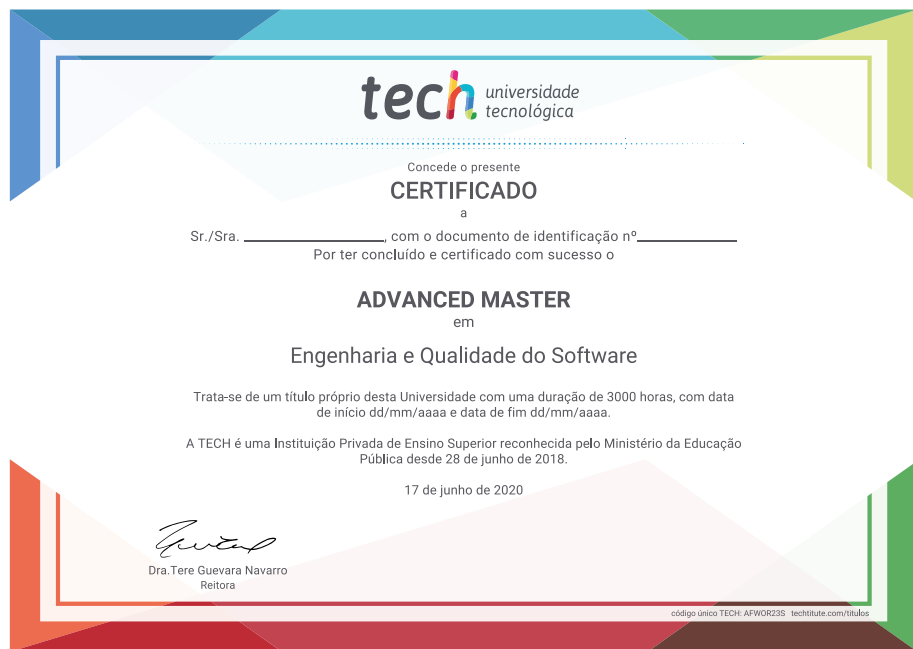 tech universidade
tecnológica
Concede o presente
CERTIFICADO
a
Sr./Sra. ________________, com o documento de identificação nº____________
Por ter concluído e certificado com sucesso o
ADVANCED MASTER
em
Engenharia e Qualidade do Software
Trata-se de um título próprio desta Universidade com uma duração de 3000 horas, com data
de início dd/mm/aaaa e data de fim dd/mm/aaaa.
A TECH é uma Instituição Privada de Ensino Superior reconhecida pelo Ministério da Educação
Pública desde 28 de junho de 2018.
17 de junho de 2020
Dra.Tere Guevara Navarro
Reitora
código único TECH: AFWOR23S techtitute.com/titulos